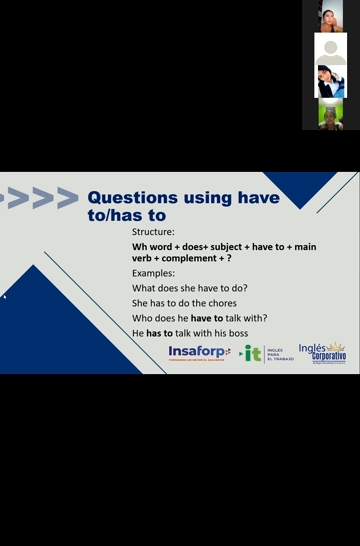 >>>> Questions using have
to/has to
Structure:
Wh word + does+ subject + have to + main
verb + complement + ?
Examples:
What does she have to do?
She has to do the chores
Who does he have to talk with?
He has to talk with his boss
Insaforp
it INGLÉS
PARA
EL TRABAJO
Inglés
Corporativo